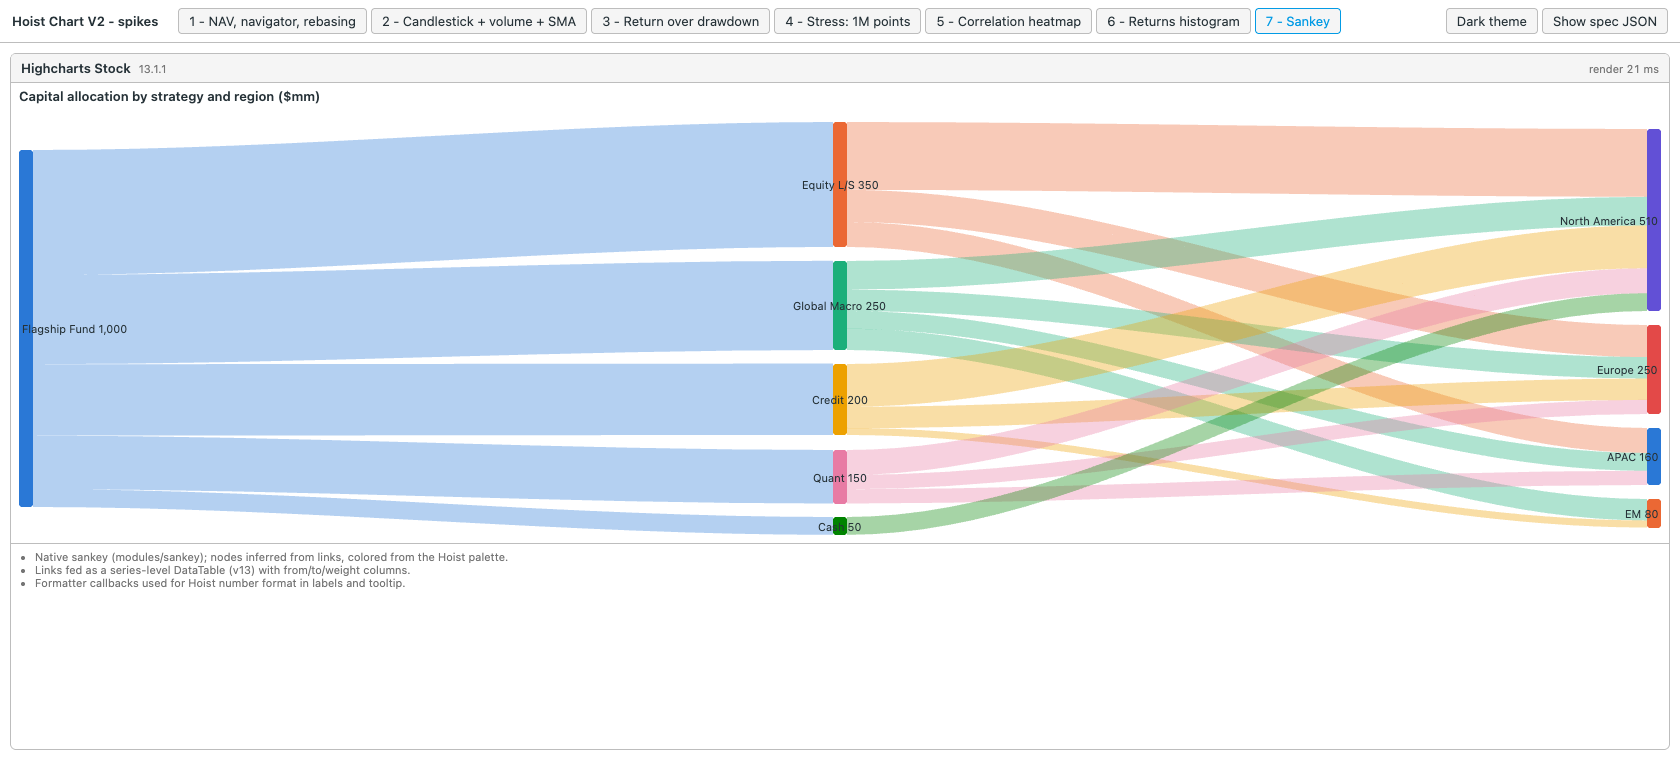 Hoist Chart V2 - spikes
1 - NAV, navigator, rebasing
2 - Candlestick + volume + SMA
3 - Return over drawdown
4 - Stress: 1M points
5 - Correlation heatmap
6 - Returns histogram
7 - Sankey
Dark theme
Show spec JSON
Highcharts Stock 13.1.1
render 21 ms
Capital allocation by strategy and region ($mm)
Equity L/S 350
North America 510
Global Macro 250
Flagship Fund 1,000
Europe 250
Credit 200
APAC 160
Quant 150
EM 80
Cash 50
Native sankey (modules/sankey); nodes inferred from links, colored from the Hoist palette.
Links fed as a series-level DataTable (v13) with from/to/weight columns.
Formatter callbacks used for Hoist number format in labels and tooltip.